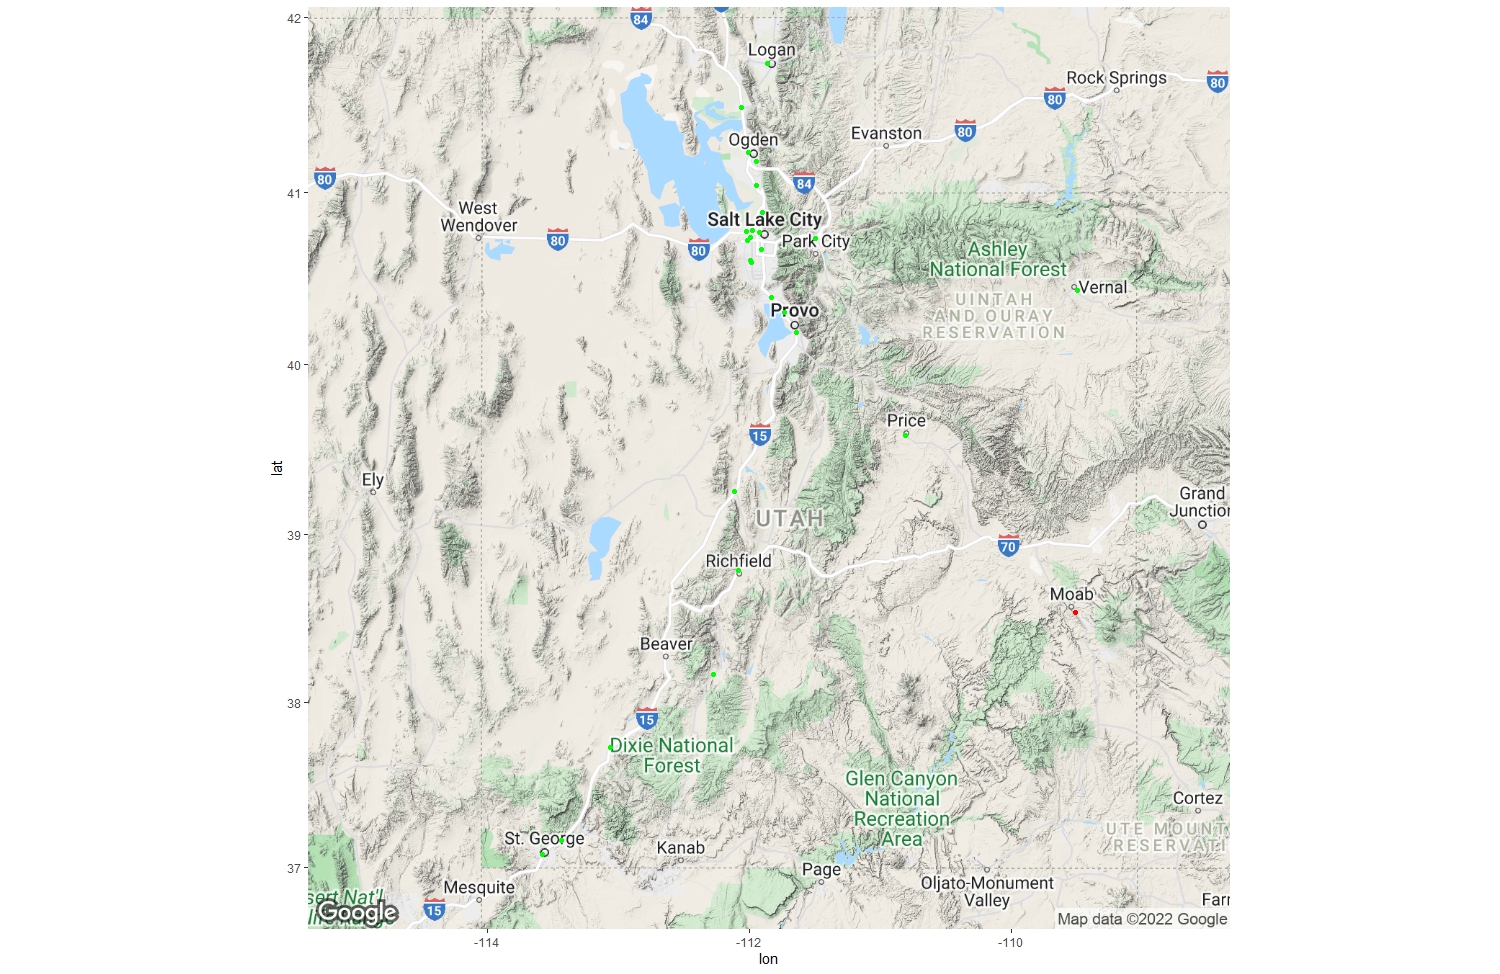 42
84
Logan
Rock Springs
80
80
80
Evanston
Ogden
41
80
84
West
Wendover
Salt Lake City
80
80
Park City
Ashley
National Forest
Vernal
UINTAH
AND OURAY
RESERVATION
Provo
40
Price
15
lat
Ely
Grand
Junction
UTAH
39
70
Richfield
Moab
Beaver
38
15
Dixie National
Forest
Glen Canyon
National
Recreation
Area
Cortez
UTE MOUNT
RESERVATI
St. George
Kanab
37
Page
Oljato-Monument
Valley
Mesquite
Farr
sert Nat'l
15
Google
Map data ©2022 Google
-114
-112
-110
lon